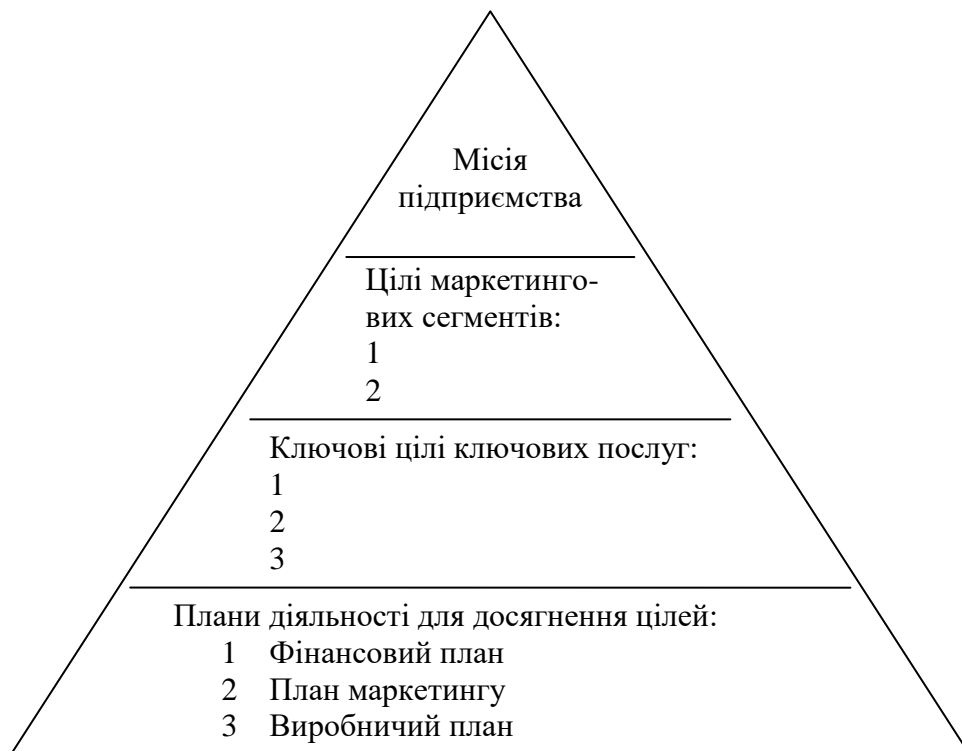 Місія
підприємства
Цілі маркетинго-
вих сегментів:
1
2
Ключові цілі ключових послуг:
1
2
3
Плани діяльності для досягнення цілей:
1 Фінансовий план
2 План маркетингу
3 Виробничий план